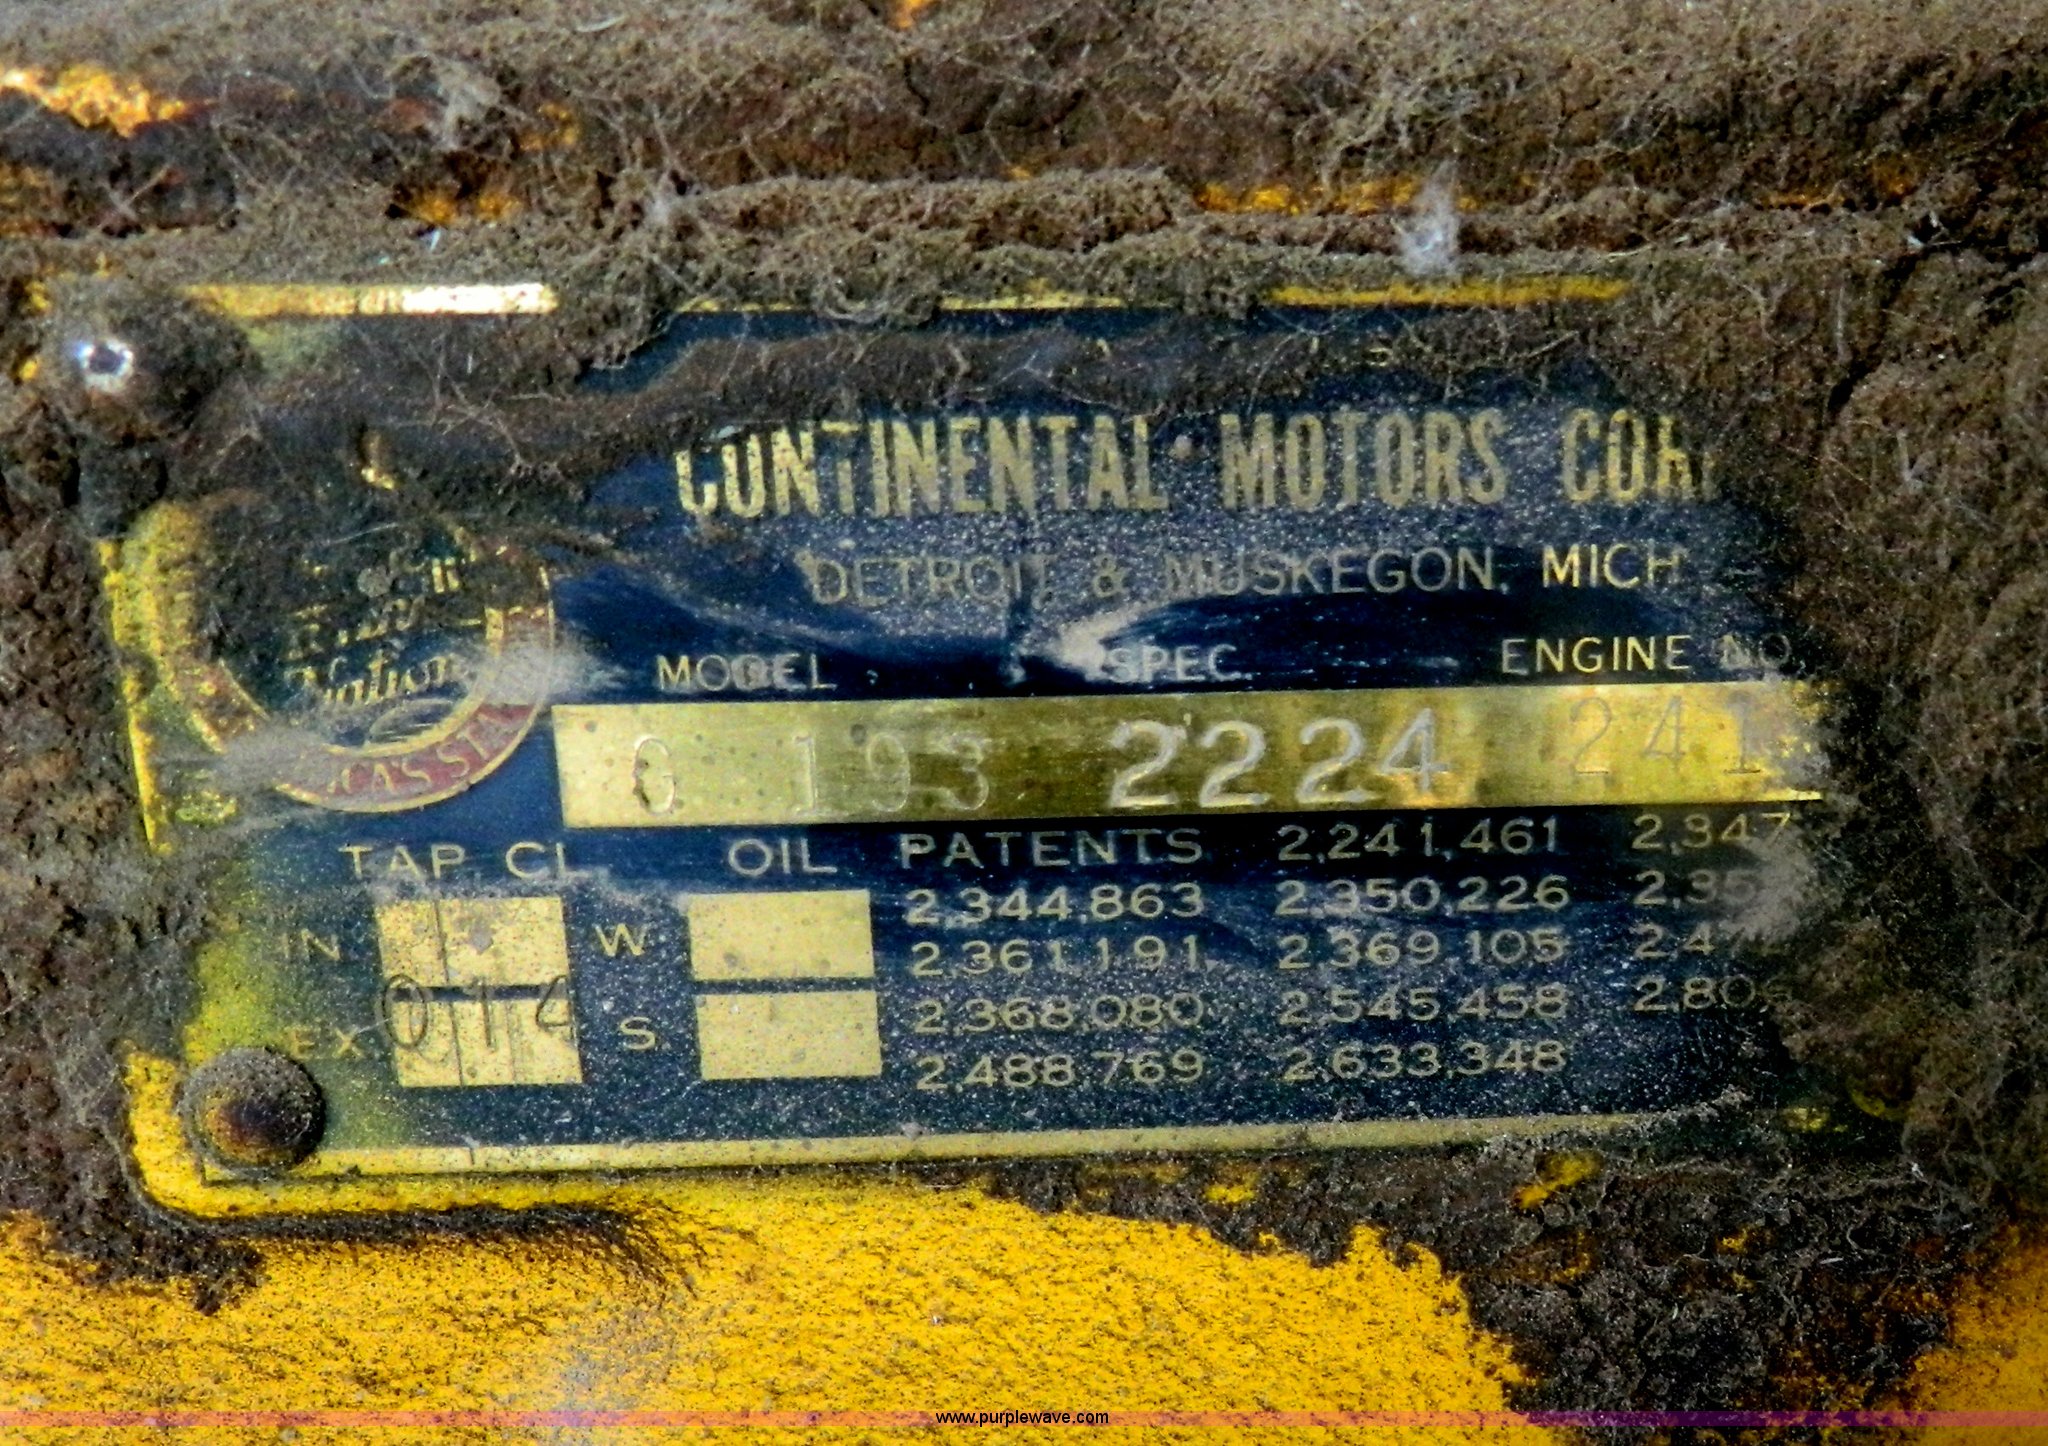 CONTINENTAL MOTORS COR
DETROIT & MUSKEGON, MICH
MODEL SPEC. ENGINE NO.
G 193 2224 241
TAP. CL. OIL PATENTS 2,241,461 2,347
IN W 2,344,863 2,350,226
2,361,191 2,369,105
EX. 014 S 2,368,080 2,545,458
2,488,769 2,633,348
www.purplewave.com